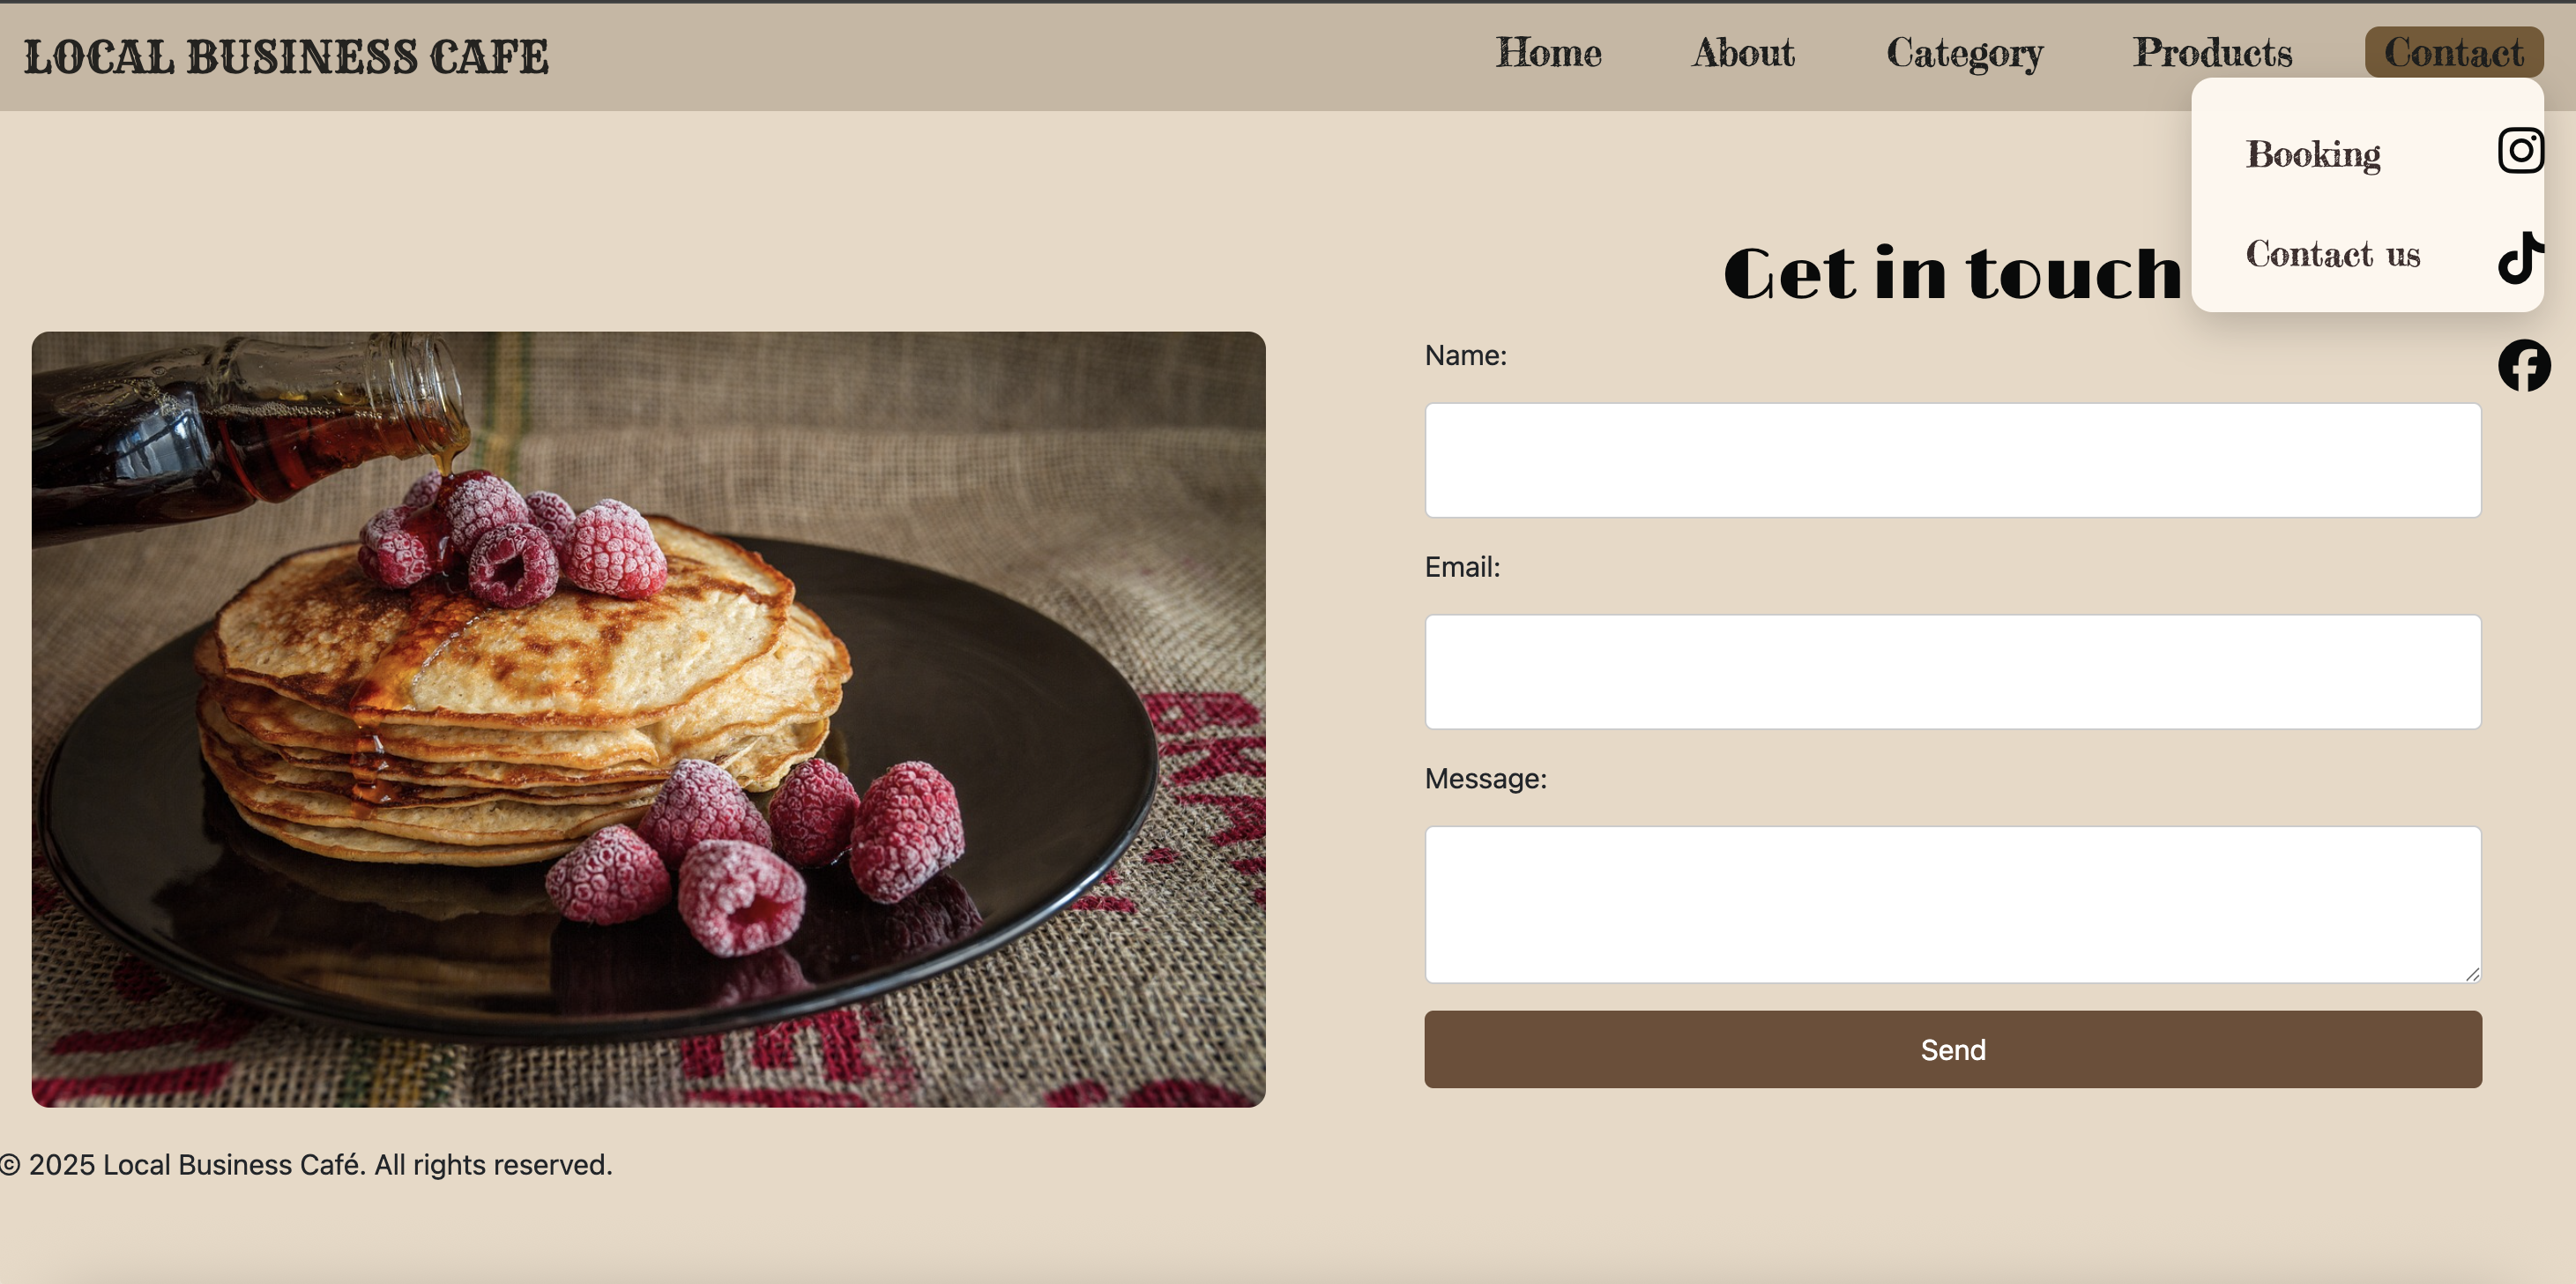 LOCAL BUSINESS CAFE
Home About Category Products Contact
Booking
Contact us
Get in touch
Name:
Email:
Message:
Send
© 2025 Local Business Café. All rights reserved.